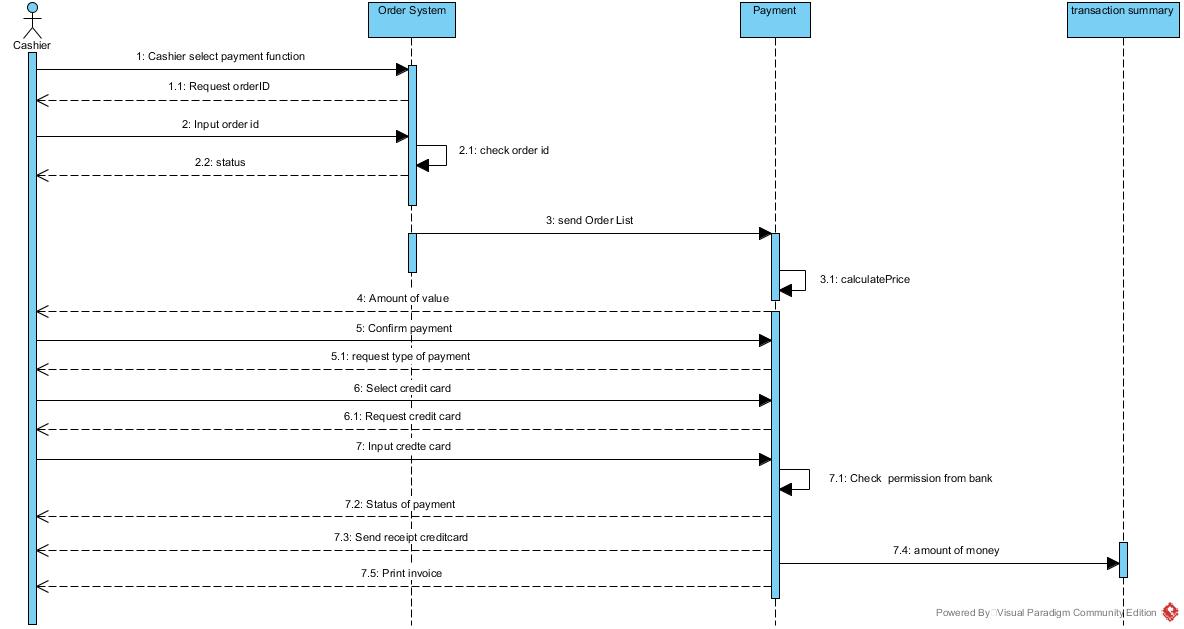 Order System
Payment
transaction summary
Cashier
1: Cashier select payment function
1.1: Request orderID
2: Input order id
2.1: check order id
2.2: status
3: send Order List
3.1: calculatePrice
4: Amount of value
5: Confirm payment
5.1: request type of payment
6: Select credit card
6.1: Request credit card
7: Input credte card
7.1: Check  permission from bank
7.2: Status of payment
7.3: Send receipt creditcard
7.4: amount of money
7.5: Print invoice
Powered By Visual Paradigm Community Edition